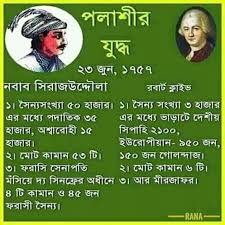 পলাশীর
যুদ্ধ
২৩ জুন, ১৭৫৭
নবাব সিরাজউদ্দৌলা
১। সৈন্যসংখ্যা ৫০ হাজার।
এর মধ্যে পদাতিক ৩৫
হাজার, অশ্বারোহী ১৫
হাজার।
২। মোট কামান ৫৩ টি।
৩। ফরাসি সেনাপতি
মঁসিয়ে দ্য সিনফ্রের অধীনে
৪ টি কামান ও ৪৫ জন
ফরাসী সৈন্য।
রবার্ট ক্লাইভ
১। সৈন্য সংখ্যা ৩ হাজার
এর মধ্যে ভাড়াটে দেশীয়
সিপাহি ২১০০,
ইউরোপীয়ান- ৯৫০ জন,
১৫০ জন গোলন্দাজ।
২। মোট কামান ৬ টি।
৩। আর মীরজাফর।
RANA